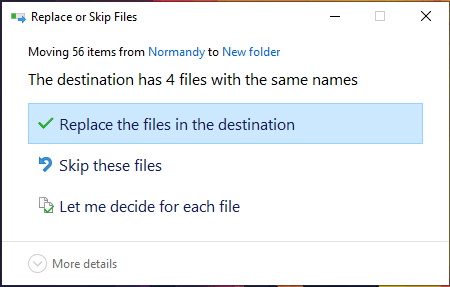 Replace or Skip Files
Moving 56 items from Normandy to New folder
The destination has 4 files with the same names
Replace the files in the destination
Skip these files
Let me decide for each file
More details